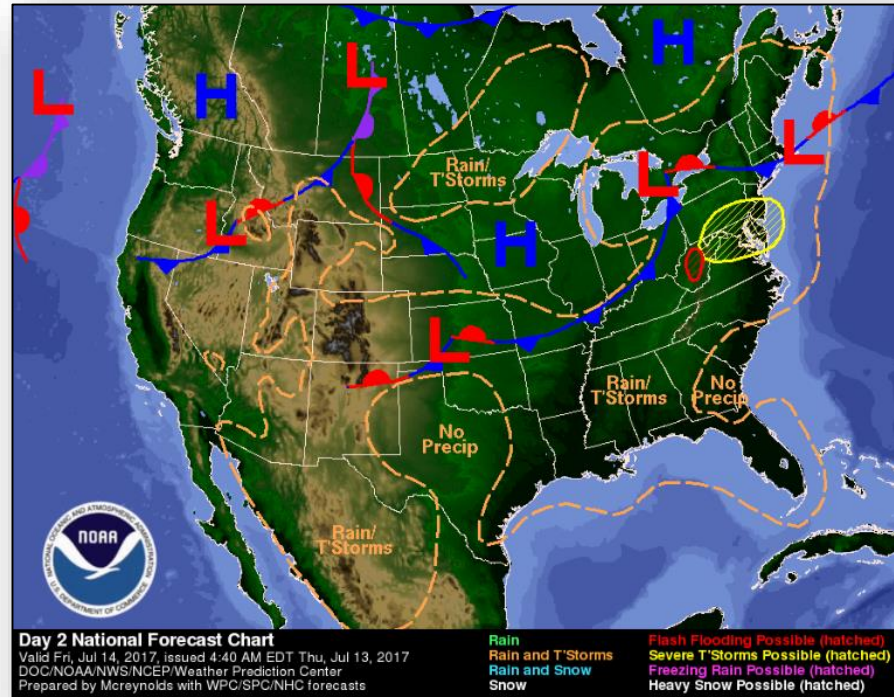 L
L
H
H
Rain/
T'Storms
L
L
L
H
L
Rain/
T'Storms
No
Precip
No
Precip
Rain/
T'Storms
NATIONAL OCEANIC AND ATMOSPHERIC ADMINISTRATION
NOAA
U.S. DEPARTMENT OF COMMERCE
Day 2 National Forecast Chart
Valid Fri, Jul 14, 2017, issued 4:40 AM EDT Thu, Jul 13, 2017
DOC/NOAA/NWS/NCEP/Weather Prediction Center
Prepared by Mcreynolds with WPC/SPC/NHC forecasts
Rain
Rain and T'Storms
Rain and Snow
Snow
Flash Flooding Possible (hatched)
Severe T'Storms Possible (hatched)
Freezing Rain Possible (hatched)
Heavy Snow Possible (hatched)